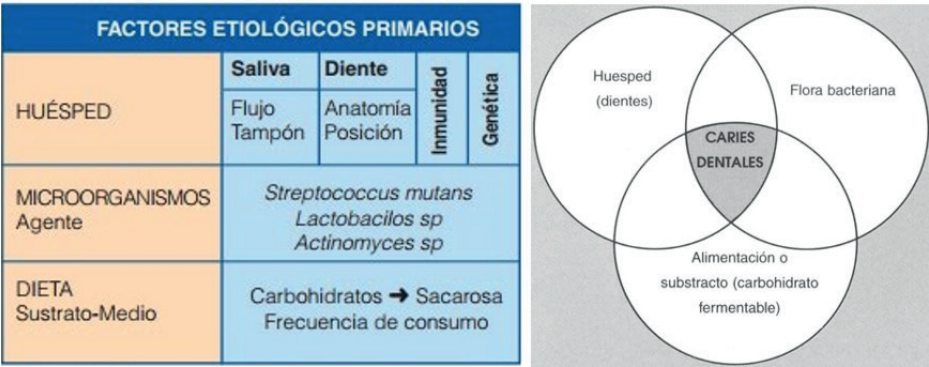 FACTORES ETIOLÓGICOS PRIMARIOS
HUÉSPED
Saliva
Flujo
Tampón
Diente
Anatomía
Posición
Inmunidad
Genética
MICROORGANISMOS
Agente
Streptococcus mutans
Lactobacilos sp
Actinomyces sp
DIETA
Sustrato-Medio
Carbohidratos ➔ Sacarosa
Frecuencia de consumo
Huesped
(dientes)
Flora bacteriana
CARIES
DENTALES
Alimentación o
substracto (carbohidrato
fermentable)